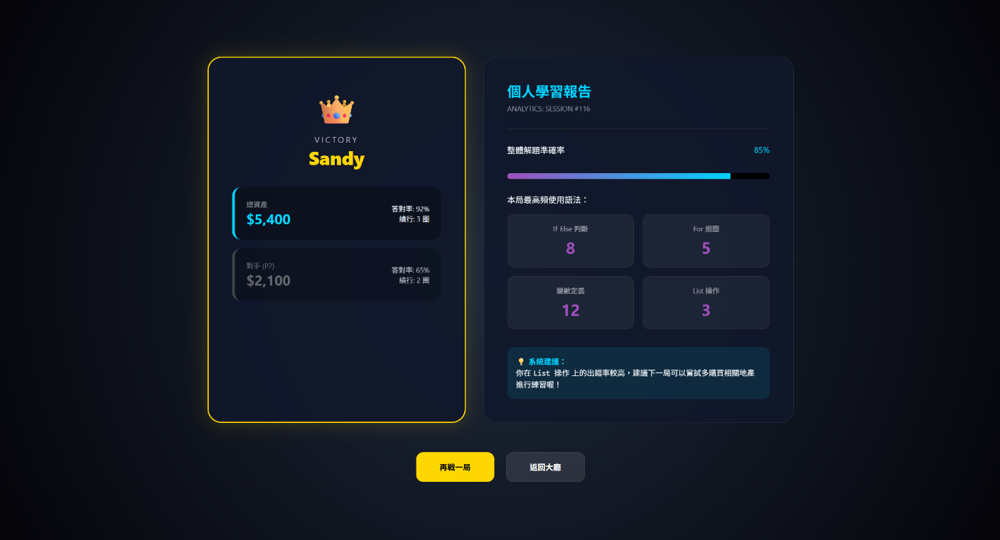 VICTORY
Sandy
總資產
$5,400
答對率: 92%
繞行: 3 圈
對手 (P2)
$2,100
答對率: 65%
繞行: 2 圈
個人學習報告
ANALYTICS: SESSION #116
整體解題準確率
85%
本局最高頻使用語法：
If-Else 判斷
8
For 迴圈
5
變數定義
12
List 操作
3
系統建議：
你在 List 操作 上的出錯率較高，建議下一局可以嘗試多購買相關地產
進行練習喔！
再戰一局
返回大廳